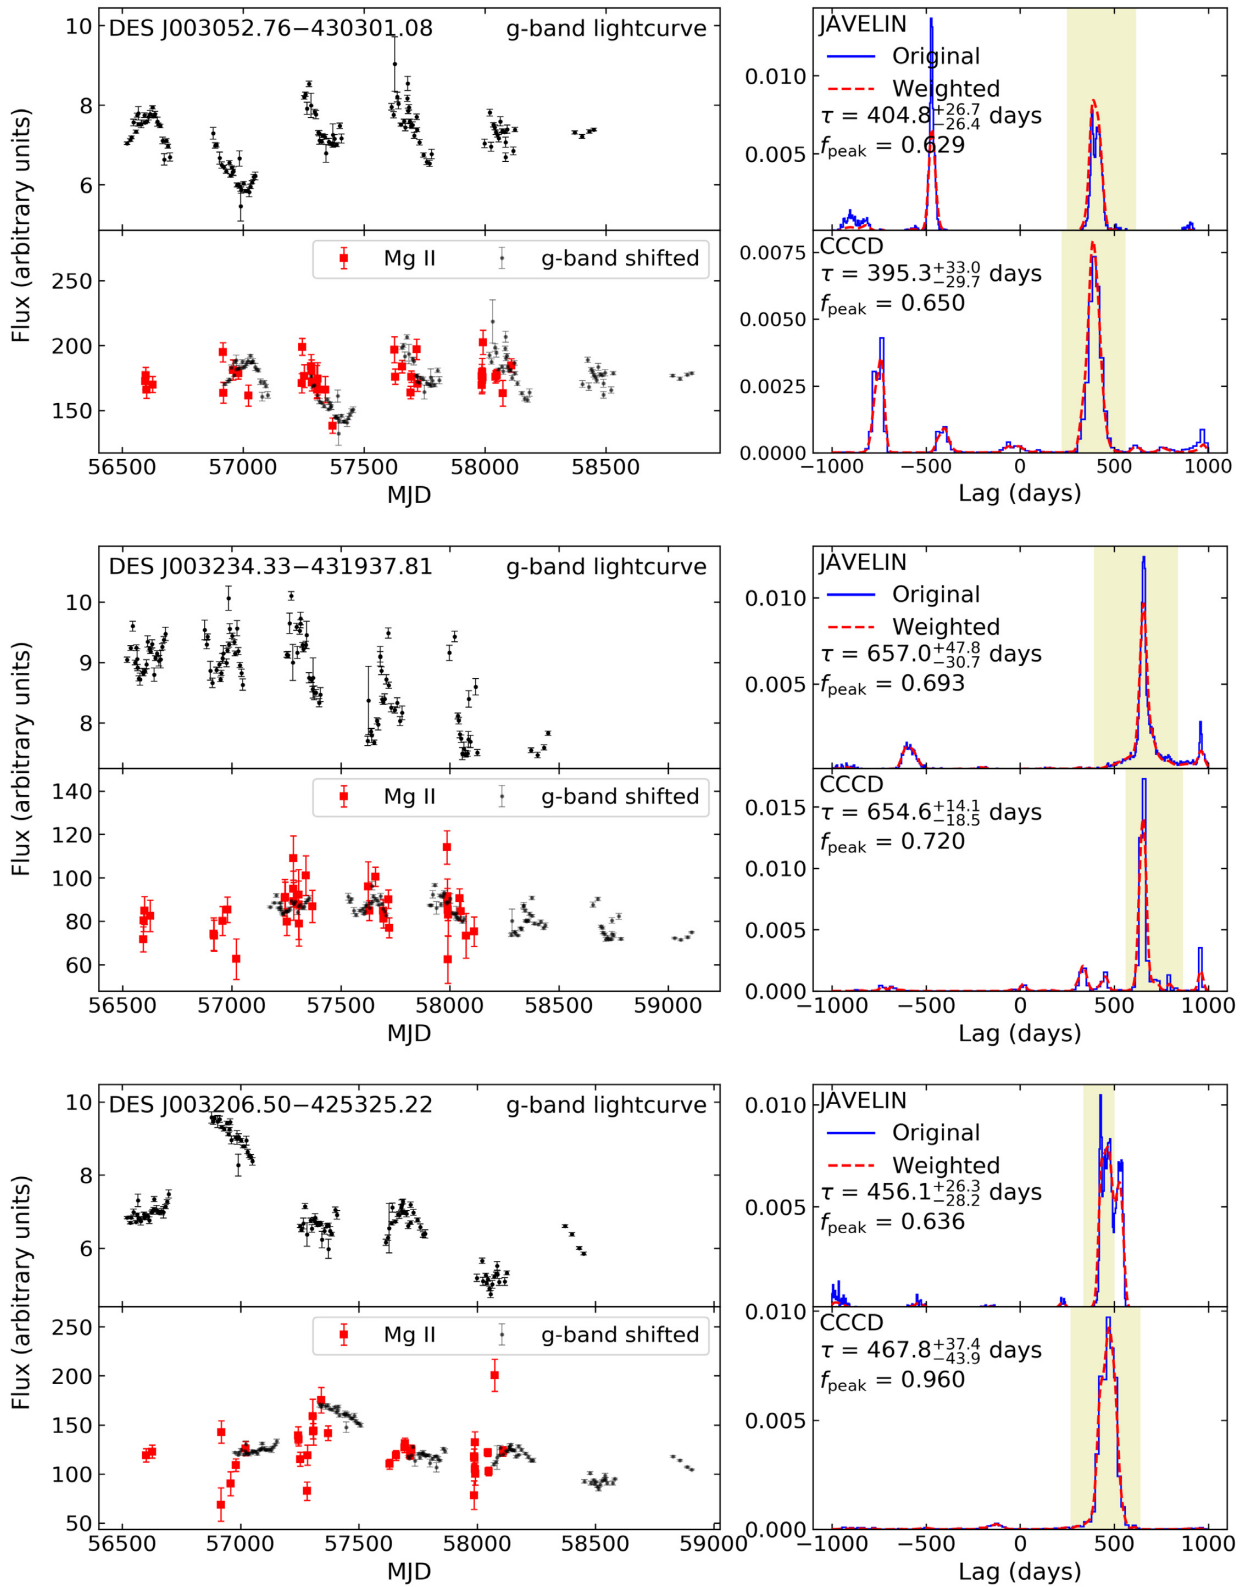 DES J003052.76−430301.08 g-band lightcurve
10
8
6
Flux (arbitrary units)
Mg II g-band shifted
250
200
150
56500 57000 57500 58000 58500
MJD
JAVELIN
Original
Weighted
τ = 404.8 +26.7 −26.4 days
f peak = 0.629
0.010
0.005
CCCD
τ = 395.3 +33.0 −29.7 days
f peak = 0.650
0.0075
0.0050
0.0025
0.0000
−1000 −500 0 500 1000
Lag (days)
DES J003234.33−431937.81 g-band lightcurve
10
9
8
Flux (arbitrary units)
Mg II g-band shifted
140
120
100
80
60
56500 57000 57500 58000 58500 59000
MJD
JAVELIN
Original
Weighted
τ = 657.0 +47.8 −30.7 days
f peak = 0.693
0.010
0.005
CCCD
τ = 654.6 +14.1 −18.5 days
f peak = 0.720
0.015
0.010
0.005
0.000
−1000 −500 0 500 1000
Lag (days)
DES J003206.50−425325.22 g-band lightcurve
10
8
6
Flux (arbitrary units)
Mg II g-band shifted
250
200
150
100
50
56500 57000 57500 58000 58500 59000
MJD
JAVELIN
Original
Weighted
τ = 456.1 +26.3 −28.2 days
f peak = 0.636
0.010
0.005
CCCD
τ = 467.8 +37.4 −43.9 days
f peak = 0.960
0.010
0.005
0.000
−1000 −500 0 500 1000
Lag (days)